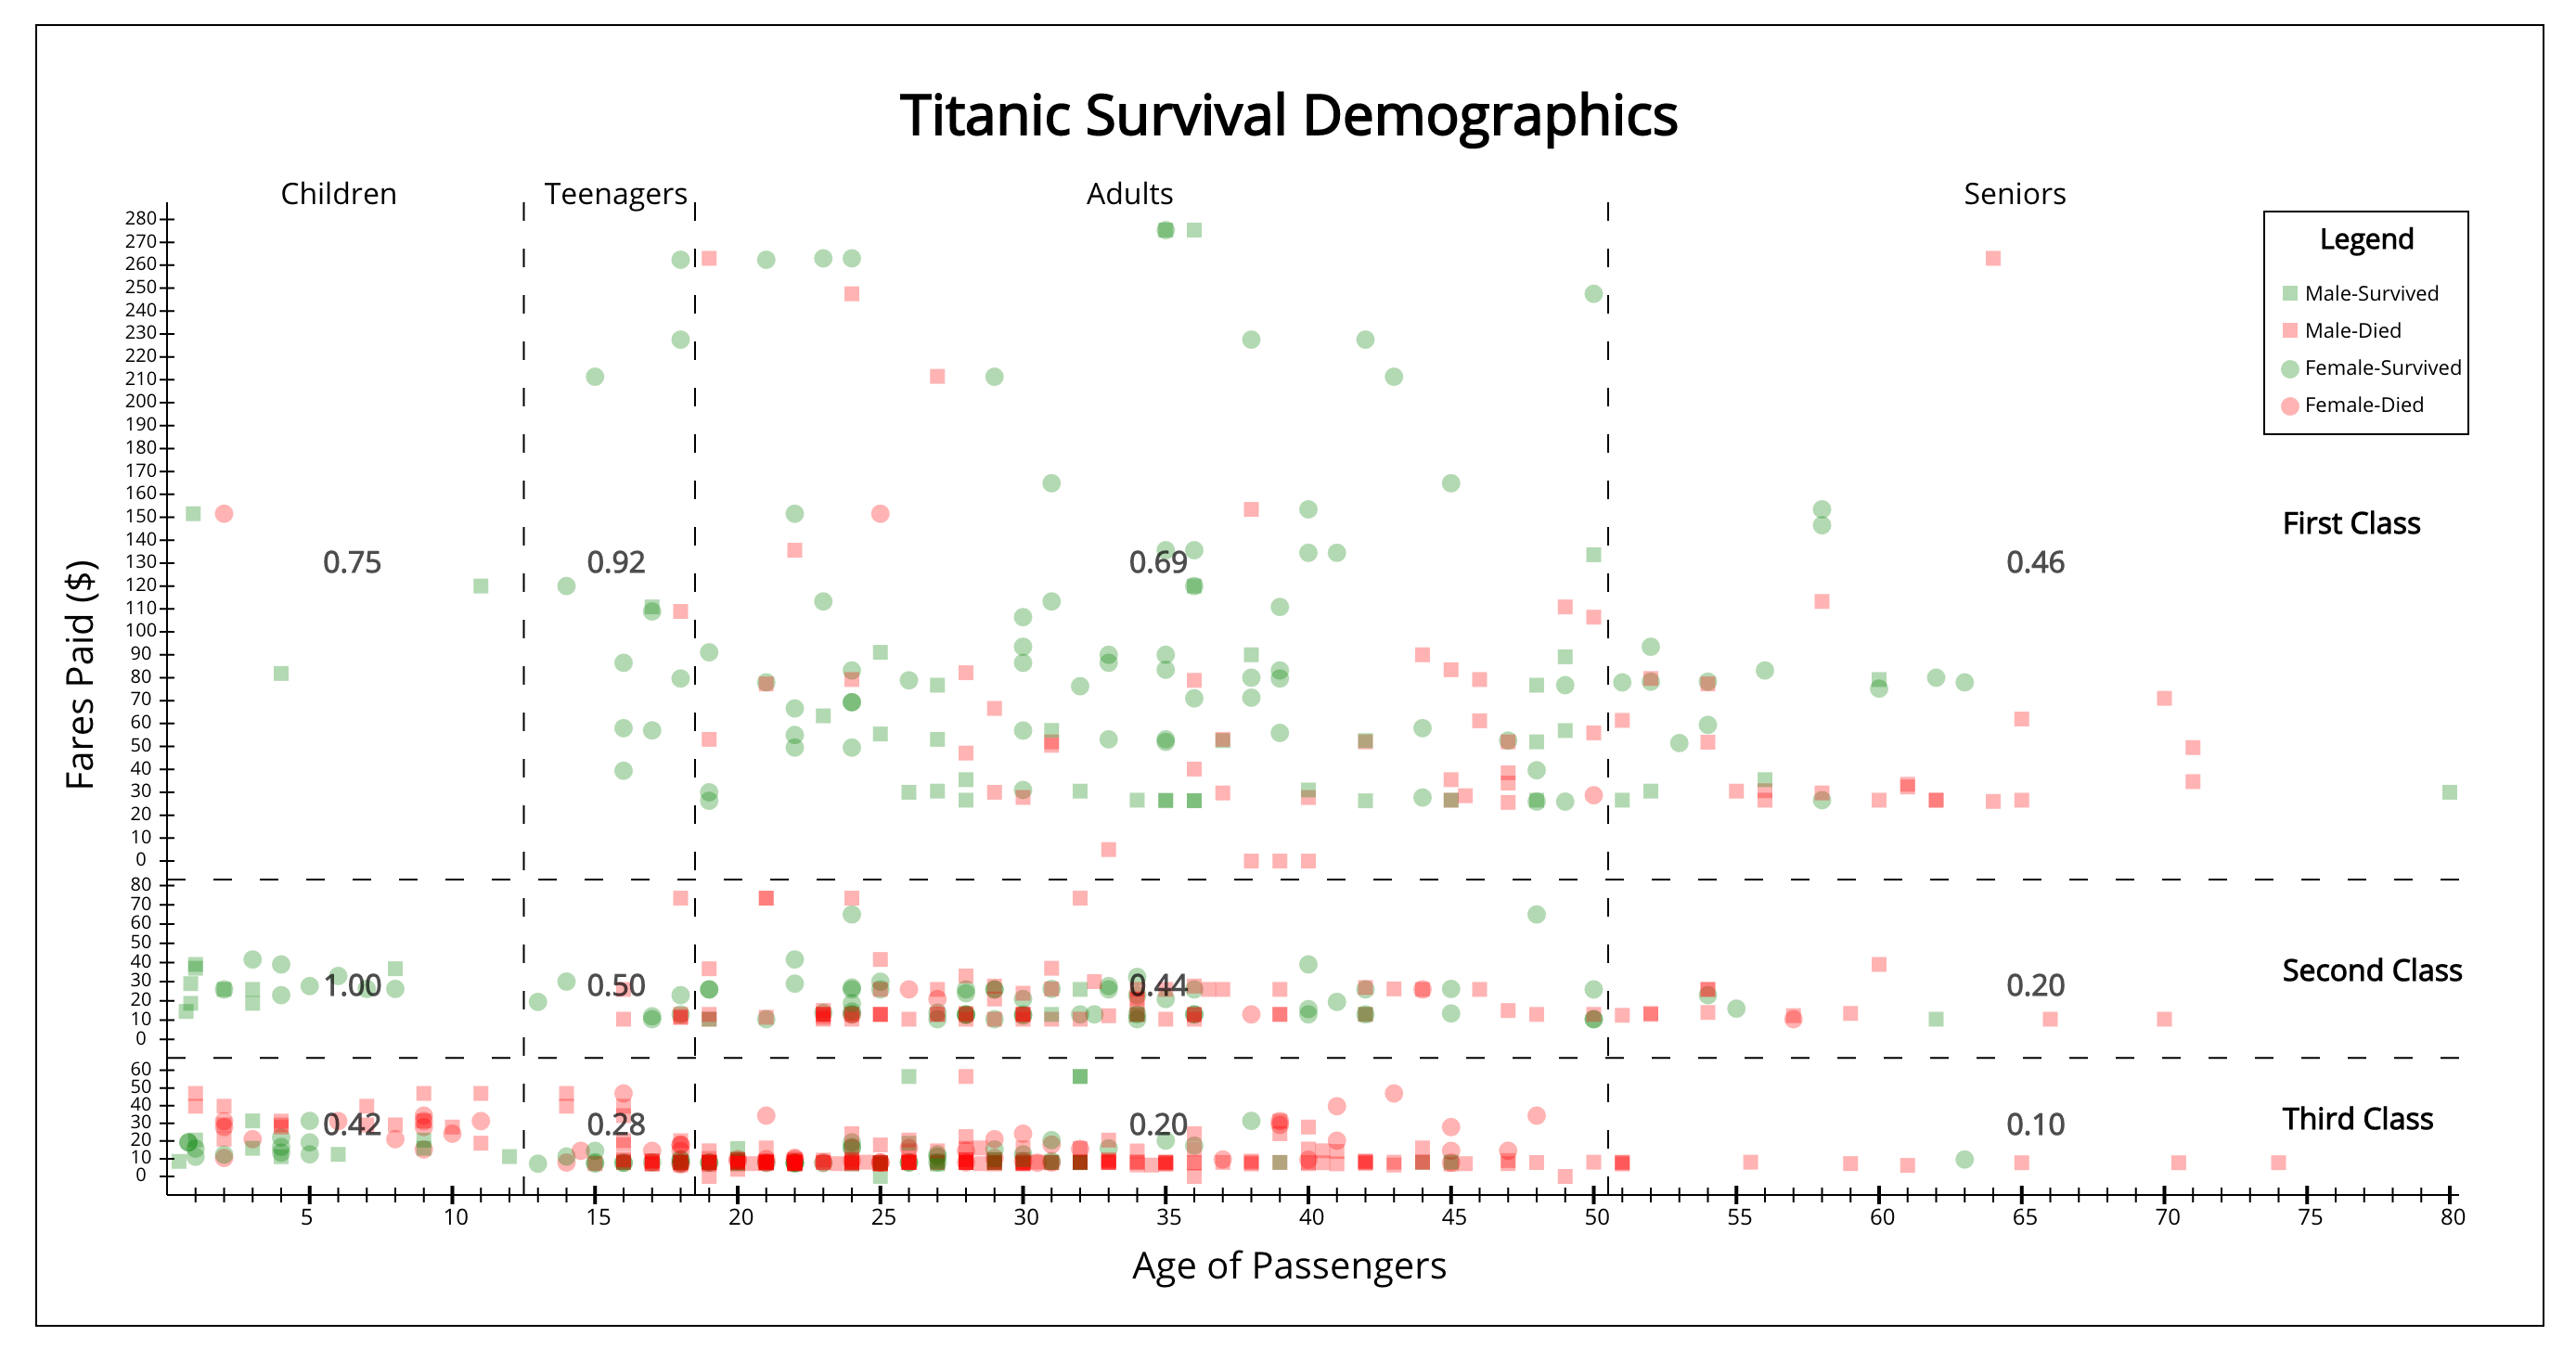 Titanic Survival Demographics
Children Teenagers Adults Seniors
Legend
Male-Survived
Male-Died
Female-Survived
Female-Died
Fares Paid ($)
280
270
260
250
240
230
220
210
200
190
180
170
160
150
140
130
120
110
100
90
80
70
60
50
40
30
20
10
0
First Class
0.75 0.92 0.69 0.46
80
70
60
50
40
30
20
10
0
Second Class
1.00 0.50 0.44 0.20
60
50
40
30
20
10
0
Third Class
0.42 0.28 0.20 0.10
5 10 15 20 25 30 35 40 45 50 55 60 65 70 75 80
Age of Passengers